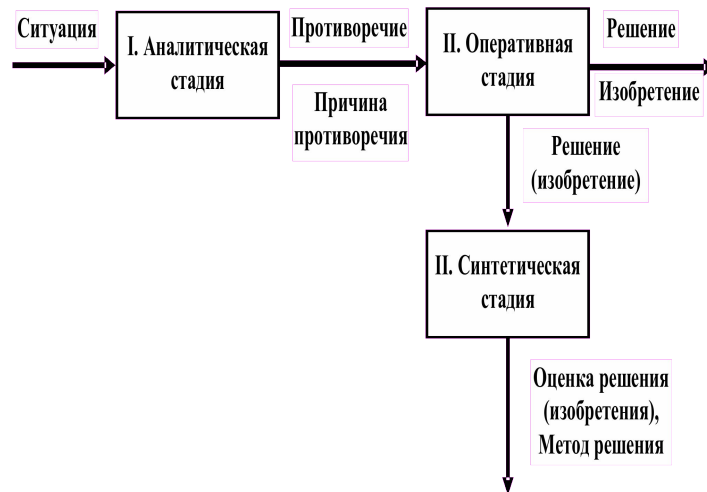 Ситуация
I. Аналитическая
стадия
Противоречие
Причина
противоречия
II. Оперативная
стадия
Решение
Изобретение
Решение
(изобретение)
II. Синтетическая
стадия
Оценка решения
(изобретения),
Метод решения